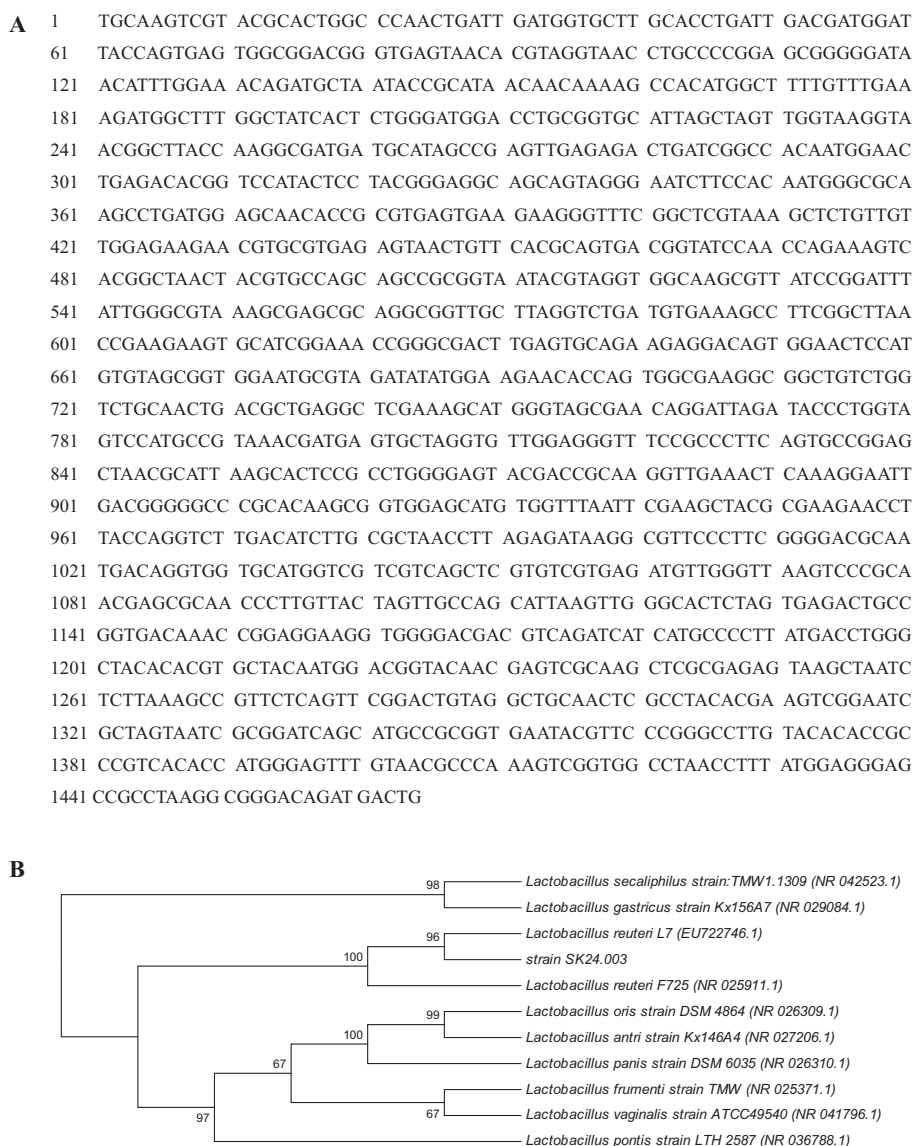 A
1 TGCAAGTCGT ACGCACTGGC CCAACTGATT GATGGTGCTT GCACCTGATT GACGATGGAT
61 TACCAGTGAG TGGCGGACGG GTGAGTAACA CGTAGGTAAC CTGCCCCGGA GCGGGGGATA
121 ACATTTGGAA ACAGATGCTA ATACCGCATA ACAACAAAAG CCACATGGCT TTTGTTTGAA
181 AGATGGCTTT GGCTATCACT CTGGGATGGA CCTGCGGTGC ATTAGCTAGT TGGTAAGGTA
241 ACGGCTTACC AAGGCGATGA TGCATAGCCG AGTTGAGAGA CTGATCGGCC ACAATGGAAC
301 TGAGACACGG TCCATACTCC TACGGGAGGC AGCAGTAGGG AATCTTCCAC AATGGGCGCA
361 AGCCTGATGG AGCAACACCG CGTGAGTGAA GAAGGGTTTC GGCTCGTAAA GCTCTGTTGT
421 TGGAGAAGAA CGTGCGTGAG AGTAACTGTT CACGCAGTGA CGGTATCCAA CCAGAAAGTC
481 ACGGCTAACT ACGTGCCAGC AGCCGCGGTA ATACGTAGGT GGCAAGCGTT ATCCGGATTT
541 ATTGGGCGTA AAGCGAGCGC AGGCGGTTGC TTAGGTCTGA TGTGAAAGCC TTCGGCTTAA
601 CCGAAGAAGT GCATCGGAAA CCGGGCGACT TGAGTGCAGA AGAGGACAGT GGAACTCCAT
661 GTGTAGCGGT GGAATGCGTA GATATATGGA AGAACACCAG TGGCGAAGGC GGCTGTCTGG
721 TCTGCAACTG ACGCTGAGGC TCGAAAGCAT GGGTAGCGAA CAGGATTAGA TACCCTGGTA
781 GTCCATGCCG TAAACGATGA GTGCTAGGTG TTGGAGGGTT TCCGCCCTTC AGTGCCGGAG
841 CTAACGCATT AAGCACTCCG CCTGGGGAGT ACGACCGCAA GGTTGAAACT CAAAGGAATT
901 GACGGGGGCC CGCACAAGCG GTGGAGCATG TGGTTTAATT CGAAGCTACG CGAAGAACCT
961 TACCAGGTCT TGACATCTTG CGCTAACCTT AGAGATAAGG CGTTCCCTTC GGGGACGCAA
1021 TGACAGGTGG TGCATGGTCG TCGTCAGCTC GTGTCGTGAG ATGTTGGGTT AAGTCCCGCA
1081 ACGAGCGCAA CCCTTGTTAC TAGTTGCCAG CATTAAGTTG GGCACTCTAG TGAGACTGCC
1141 GGTGACAAAC CGGAGGAAGG TGGGGACGAC GTCAGATCAT CATGCCCCTT ATGACCTGGG
1201 CTACACACGT GCTACAATGG ACGGTACAAC GAGTCGCAAG CTCGCGAGAG TAAGCTAATC
1261 TCTTAAAGCC GTTCTCAGTT CGGACTGTAG GCTGCAACTC GCCTACACGA AGTCGGAATC
1321 GCTAGTAATC GCGGATCAGC ATGCCGCGGT GAATACGTTC CCGGGCCTTG TACACACCGC
1381 CCGTCACACC ATGGGAGTTT GTAACGCCCA AAGTCGGTGG CCTAACCTTT ATGGAGGGAG
1441 CCGCCTAAGG CGGGACAGAT GACTG
B
98
Lactobacillus secaliphilus strain:TMW1.1309 (NR 042523.1)
Lactobacillus gastricus strain Kx156A7 (NR 029084.1)
96
Lactobacillus reuteri L7 (EU722746.1)
100
strain SK24.003
Lactobacillus reuteri F725 (NR 025911.1)
99
Lactobacillus oris strain DSM 4864 (NR 026309.1)
100
Lactobacillus antri strain Kx146A4 (NR 027206.1)
67
Lactobacillus panis strain DSM 6035 (NR 026310.1)
Lactobacillus frumenti strain TMW (NR 025371.1)
97
67
Lactobacillus vaginalis strain ATCC49540 (NR 041796.1)
Lactobacillus pontis strain LTH 2587 (NR 036788.1)